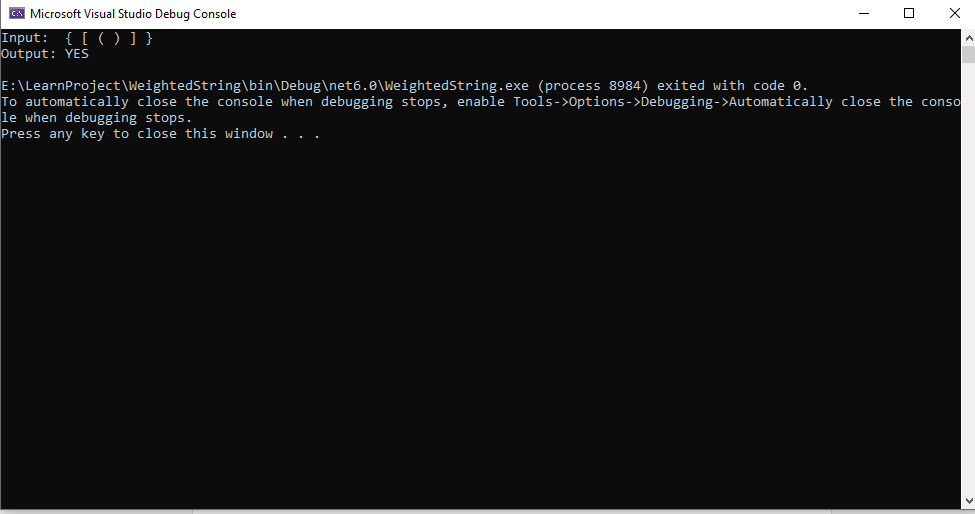 Microsoft Visual Studio Debug Console
Input:  { [ ( ) ] }
Output: YES
E:\LearnProject\WeightedString\bin\Debug\net6.0\WeightedString.exe (process 8984) exited with code 0.
To automatically close the console when debugging stops, enable Tools->Options->Debugging->Automatically close the conso
le when debugging stops.
Press any key to close this window . . .